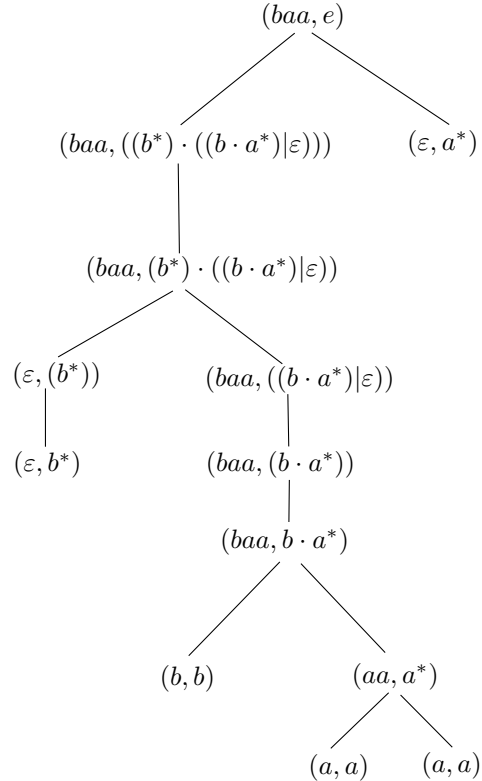 (baa, e)
(baa, ((b*) · ((b · a*)|ε))) (ε, a*)
(baa, (b*) · ((b · a*)|ε))
(ε, (b*)) (baa, ((b · a*)|ε))
(ε, b*) (baa, (b · a*))
(baa, b · a*)
(b, b) (aa, a*)
(a, a) (a, a)